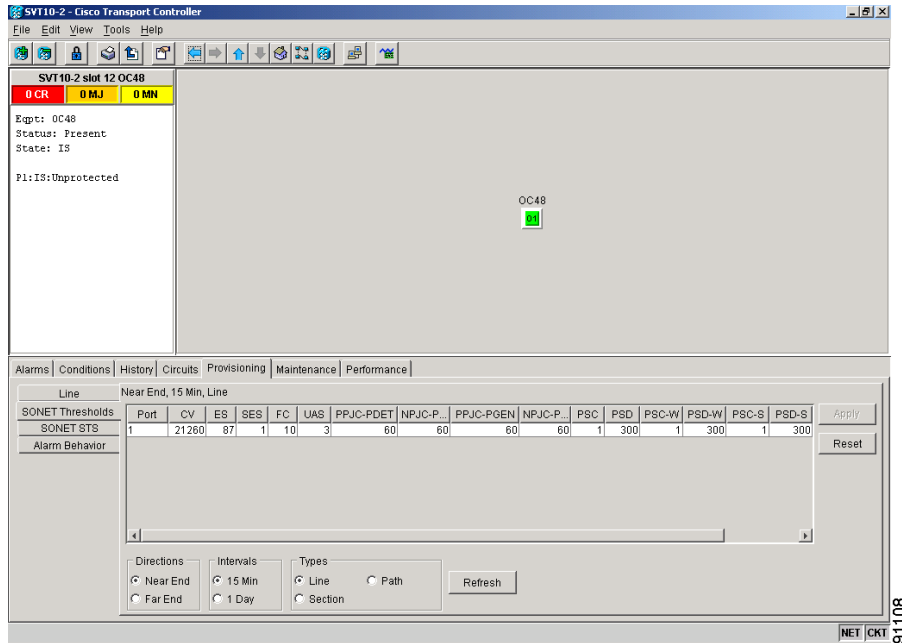 SVT10-2 - Cisco Transport Controller
File Edit View Tools Help
SVT10-2 slot 12 OC48
0 CR 0 MJ 0 MN
Eqpt: OC48
Status: Present
State: IS
P1:IS:Unprotected
OC48
01
Alarms Conditions History Circuits Provisioning Maintenance Performance
Line
SONET Thresholds
SONET STS
Alarm Behavior
Near End, 15 Min, Line
Port CV ES SES FC UAS PPJC-PDET NPJC-P... PPJC-PGEN NPJC-P... PSC PSD PSC-W PSD-W PSC-S PSD-S
1 21260 87 1 10 3 60 60 60 60 1 300 1 300 1 300
Apply
Reset
Directions
Near End
Far End
Intervals
15 Min
1 Day
Types
Line Path
Section
Refresh
NET CKT
91108